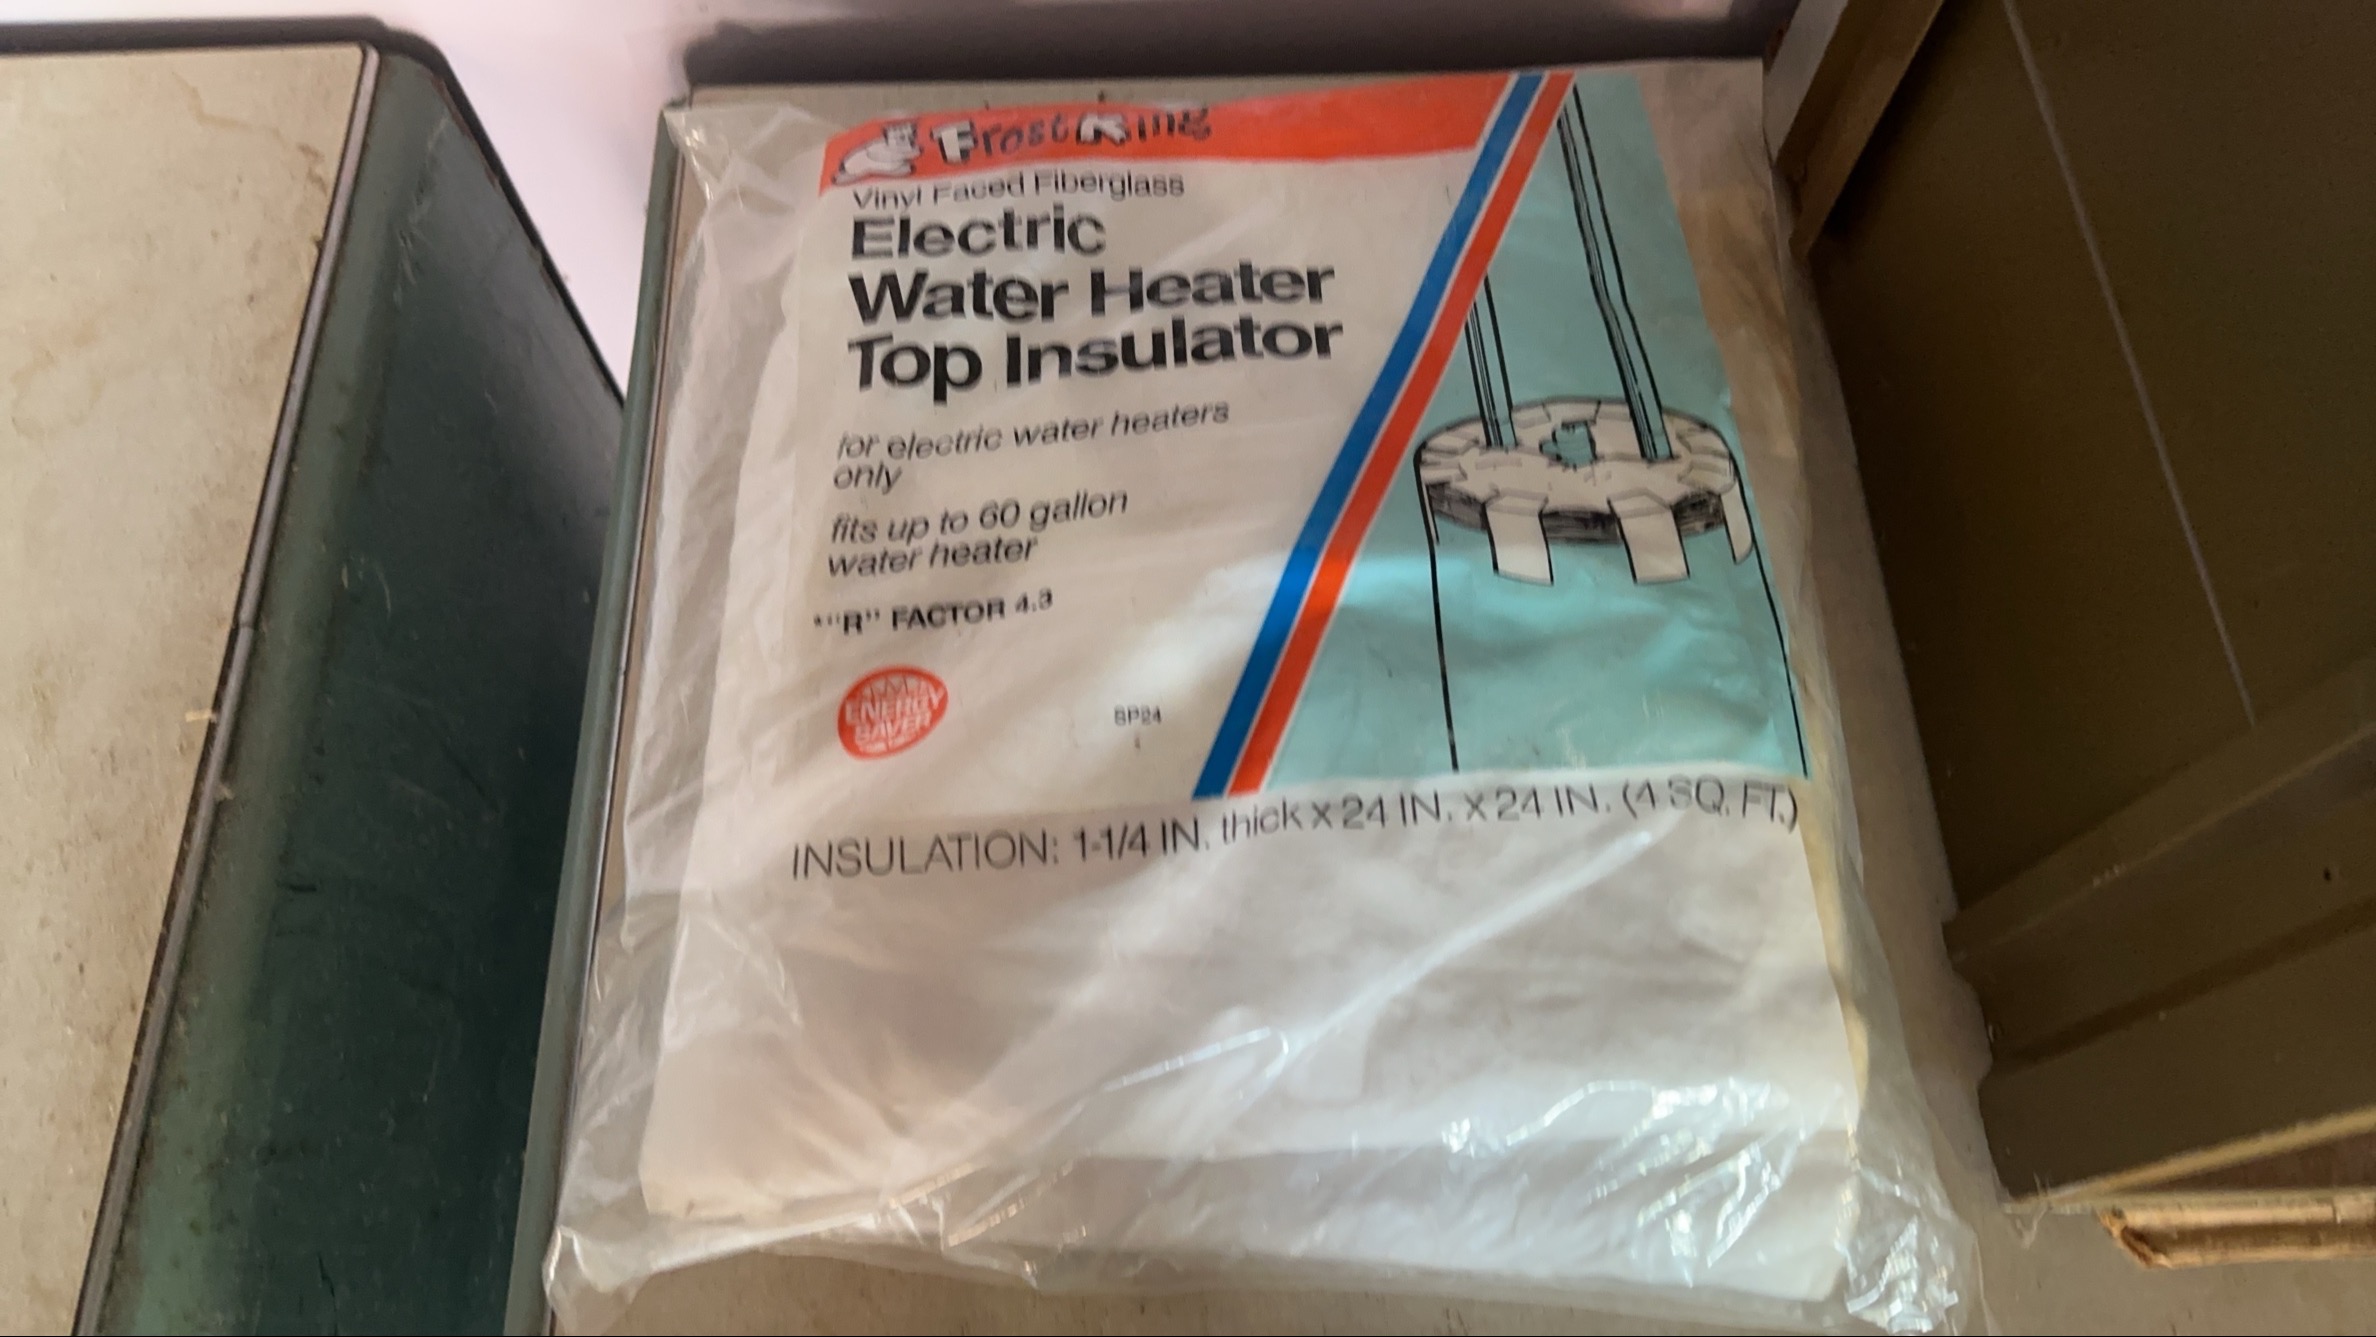 Frost King
Vinyl Faced Fiberglass
Electric
Water Heater
Top Insulator
for electric water heaters
only
fits up to 60 gallon
water heater
*"R" FACTOR 4.3
ENERGY
SAVER
SP24
INSULATION: 1-1/4 IN. thick x 24 IN. x 24 IN. (4 SQ. FT.)